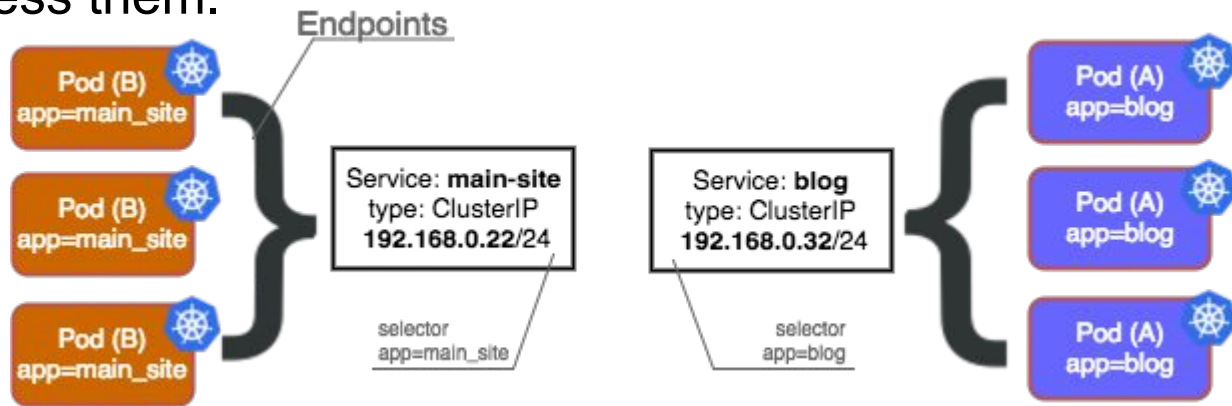 ess them.
Endpoints
Pod (B)
app=main_site
Pod (B)
app=main_site
Pod (B)
app=main_site
Service: main-site
type: ClusterIP
192.168.0.22/24
selector
app=main_site
Service: blog
type: ClusterIP
192.168.0.32/24
selector
app=blog
Pod (A)
app=blog
Pod (A)
app=blog
Pod (A)
app=blog